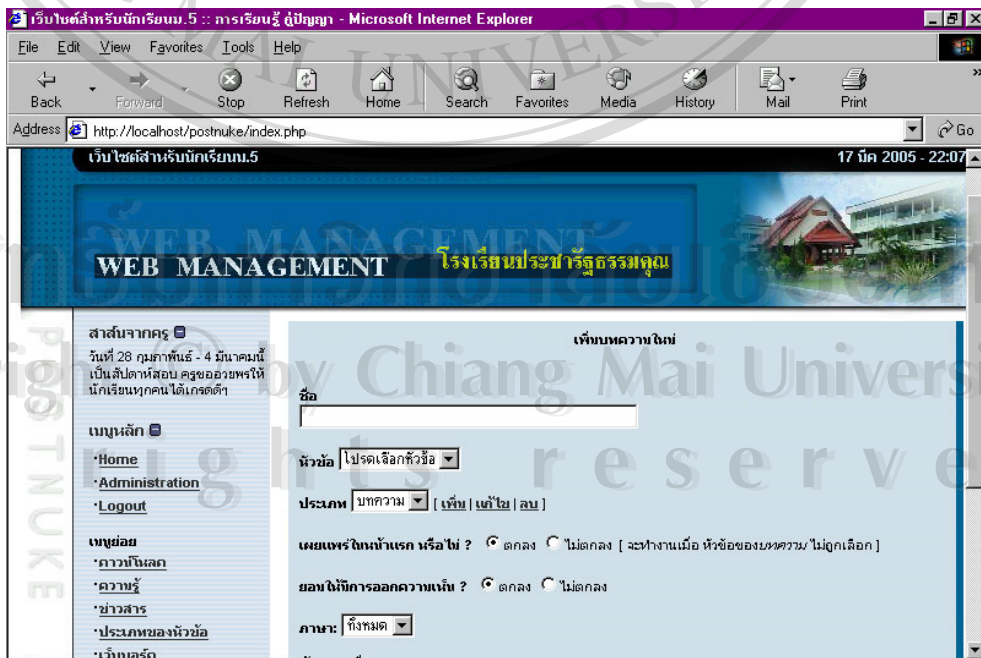 เว็บไซต์สำหรับนักเรียนม.5 :: การเรียนรู้ ภู่ปัญญา - Microsoft Internet Explorer
File Edit View Favorites Tools Help
Back Forward Stop Refresh Home Search Favorites Media History Mail Print
Address http://localhost/postnuke/index.php Go
เว็บไซต์สำหรับนักเรียนม.5 17 มีค 2005 - 22:07
WEB MANAGEMENT
WEB MANAGEMENT โรงเรียนประชารัฐธรรมคุณ
POSTNUKE
สาส์นจากครู
วันที่ 28 กุมภาพันธ์ - 4 มีนาคมนี้
เป็นสัปดาห์สอบ ครูขออวยพรให้
นักเรียนทุกคนได้เกรดดีๆ
เมนูหลัก
·Home
·Administration
·Logout
เมนูย่อย
·ดาวน์โหลด
·ความรู้
·ข่าวสาร
·ประเภทของหัวข้อ
·เว็บบอร์ด
เพิ่มบทความใหม่
ชื่อ
หัวข้อ โปรดเลือกหัวข้อ
ประเภท บทความ [ เพิ่ม | แก้ไข | ลบ ]
เผยแพร่ในหน้าแรก หรือไม่ ? ตกลง ไม่ตกลง [ จะทำงานเมื่อ หัวข้อของบทความ ไม่ถูกเลือก ]
ยอมให้มีการออกความเห็น ? ตกลง ไม่ตกลง
ภาษา: ทั้งหมด
by Chiang Mai Universi
rights reserve